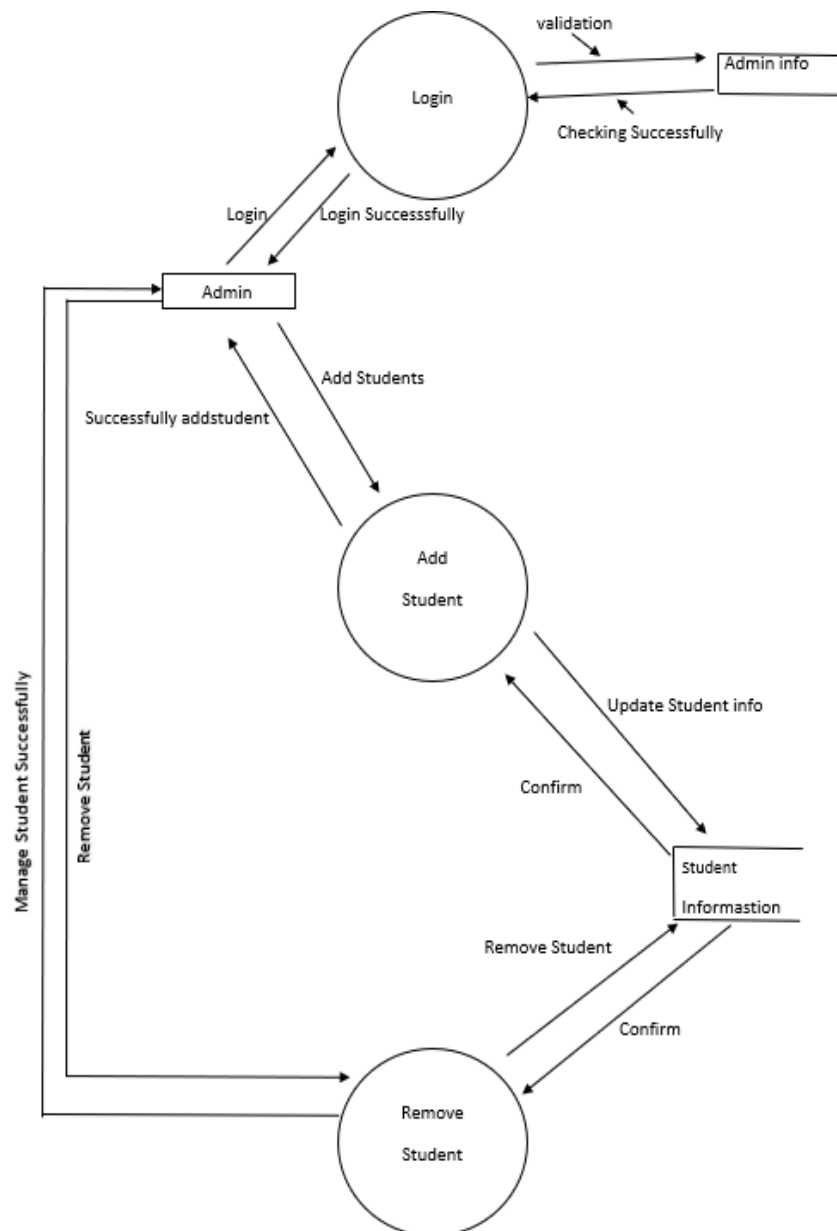 validation
Admin info
Login
Checking Successfully
Login
Login Successsfully
Admin
Add Students
Successfully addstudent
Add
Student
Update Student info
Confirm
Manage Student Successfully
Remove Student
Student
Informastion
Remove Student
Confirm
Remove
Student